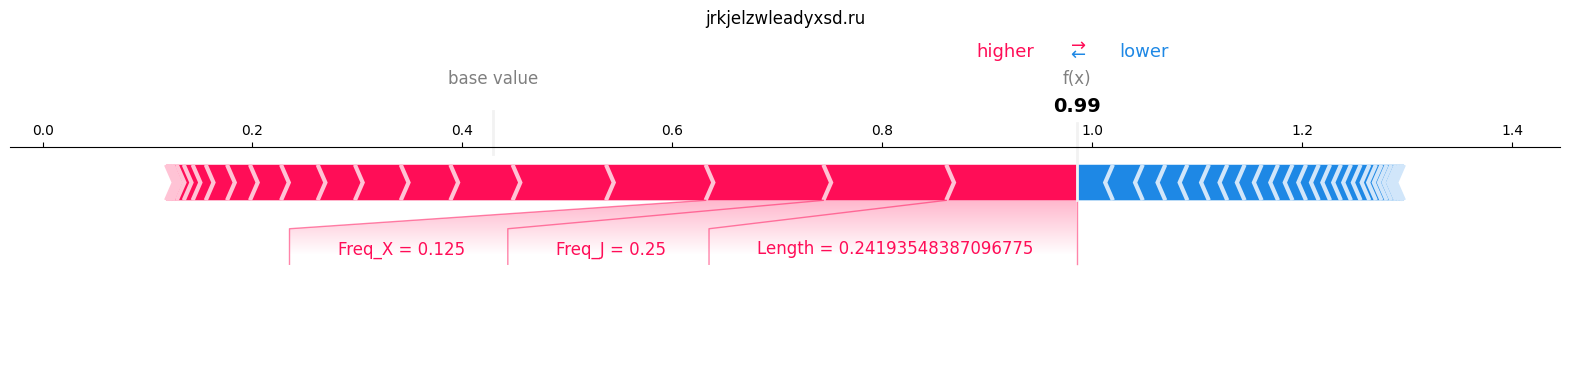 jrkjelzwleadyxsd.ru
higher ⇄ lower
base value f(x)
0.99
0.0 0.2 0.4 0.6 0.8 1.0 1.2 1.4
Freq_X = 0.125 Freq_J = 0.25 Length = 0.24193548387096775